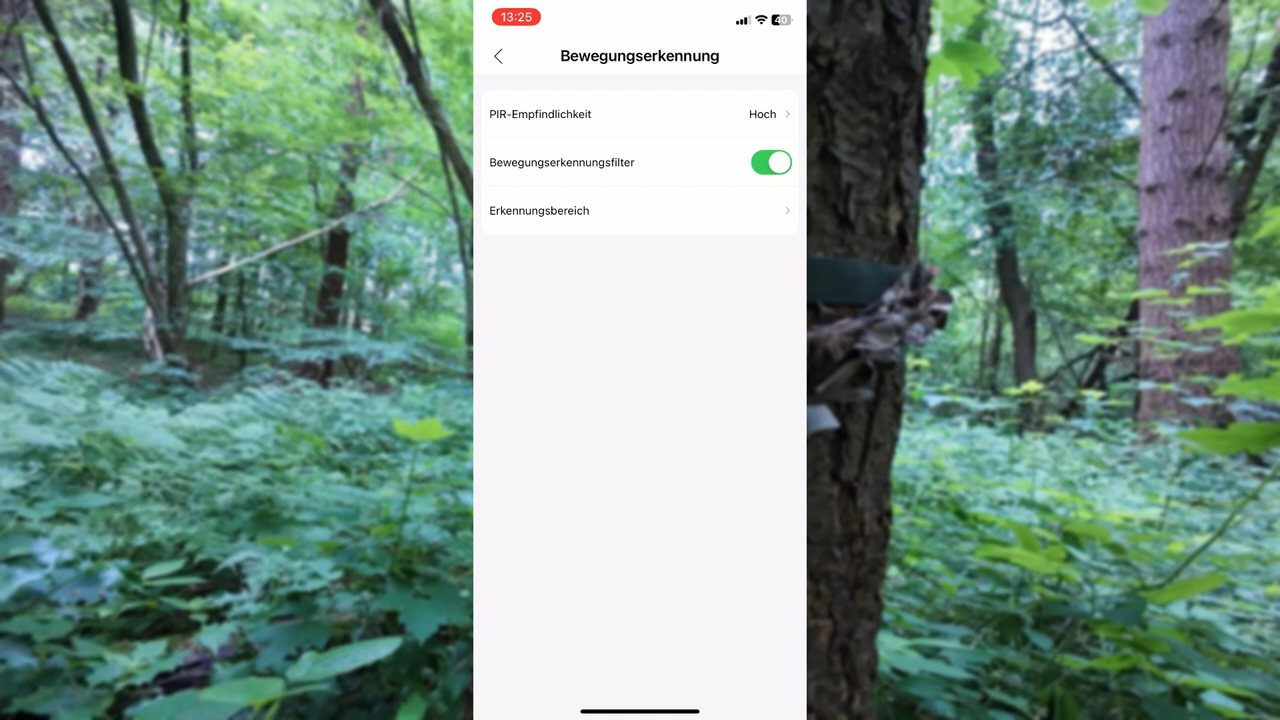 13:25
40
Bewegungserkennung
PIR-Empfindlichkeit Hoch
Bewegungserkennungsfilter
Erkennungsbereich